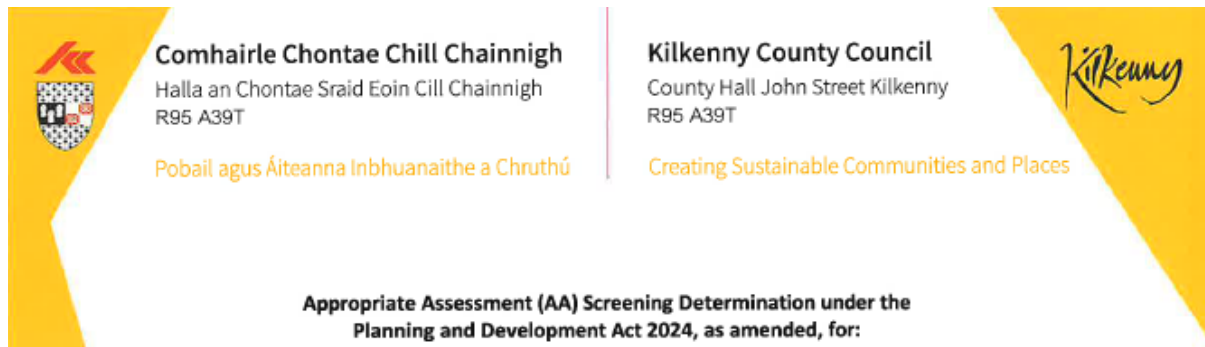 Comhairle Chontae Chill Chainnigh
Halla an Chontae Sraid Eoin Cill Chainnigh
R95 A39T
Pobail agus Áiteanna Inbhuanaithe a Chruthú
Kilkenny County Council
County Hall John Street Kilkenny
R95 A39T
Creating Sustainable Communities and Places
Kilkenny
Appropriate Assessment (AA) Screening Determination under the
Planning and Development Act 2024, as amended, for: